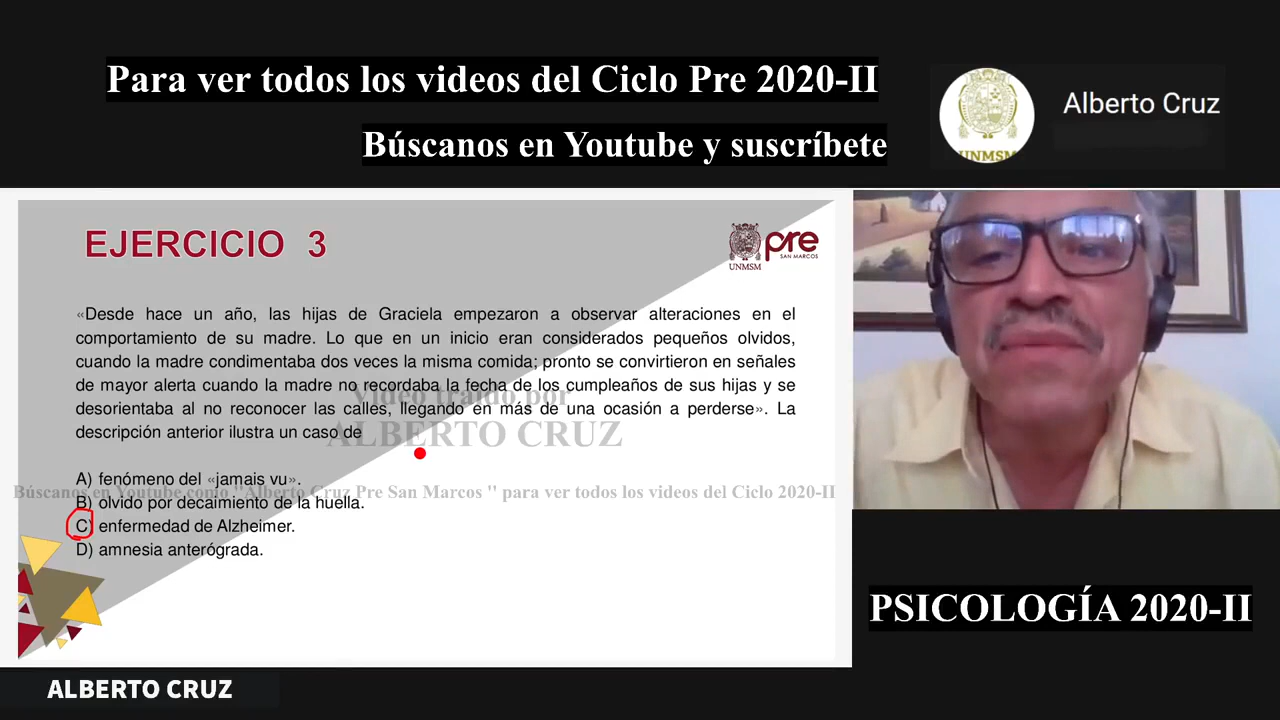 Para ver todos los videos del Ciclo Pre 2020-II
Búscanos en Youtube y suscríbete
UNMSM
Alberto Cruz
EJERCICIO 3
UNMSM
pre
SAN MARCOS
«Desde hace un año, las hijas de Graciela empezaron a observar alteraciones en el
comportamiento de su madre. Lo que en un inicio eran considerados pequeños olvidos,
cuando la madre condimentaba dos veces la misma comida; pronto se convirtieron en señales
de mayor alerta cuando la madre no recordaba la fecha de los cumpleaños de sus hijas y se
desorientaba al no reconocer las calles, llegando en más de una ocasión a perderse». La
descripción anterior ilustra un caso de
Video traído por
ALBERTO CRUZ
A) fenómeno del «jamais vu».
Búscanos en Youtube como "Alberto Cruz Pre San Marcos " para ver todos los videos del Ciclo 2020-II
B) olvido por decaimiento de la huella.
C) enfermedad de Alzheimer.
D) amnesia anterógrada.
PSICOLOGÍA 2020-II
ALBERTO CRUZ